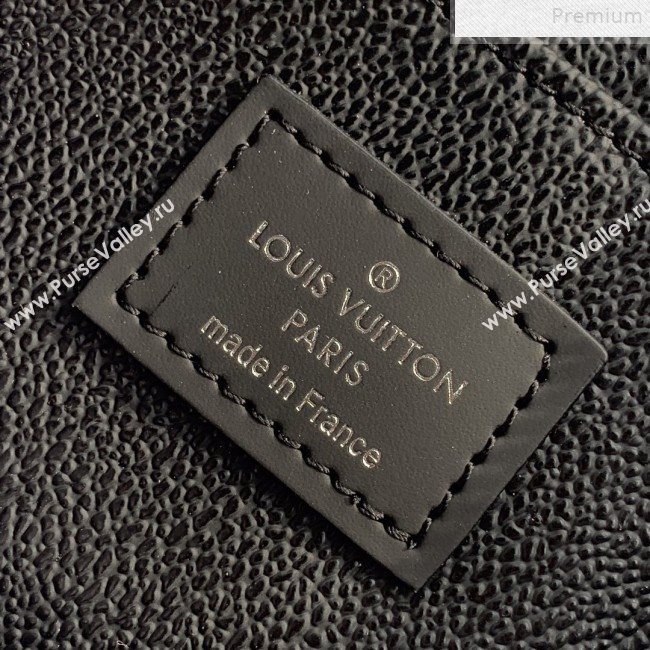 Premium
®
LOUIS VUITTON
PARIS
made in France
www.PurseValley.ru
www.PurseValley.ru